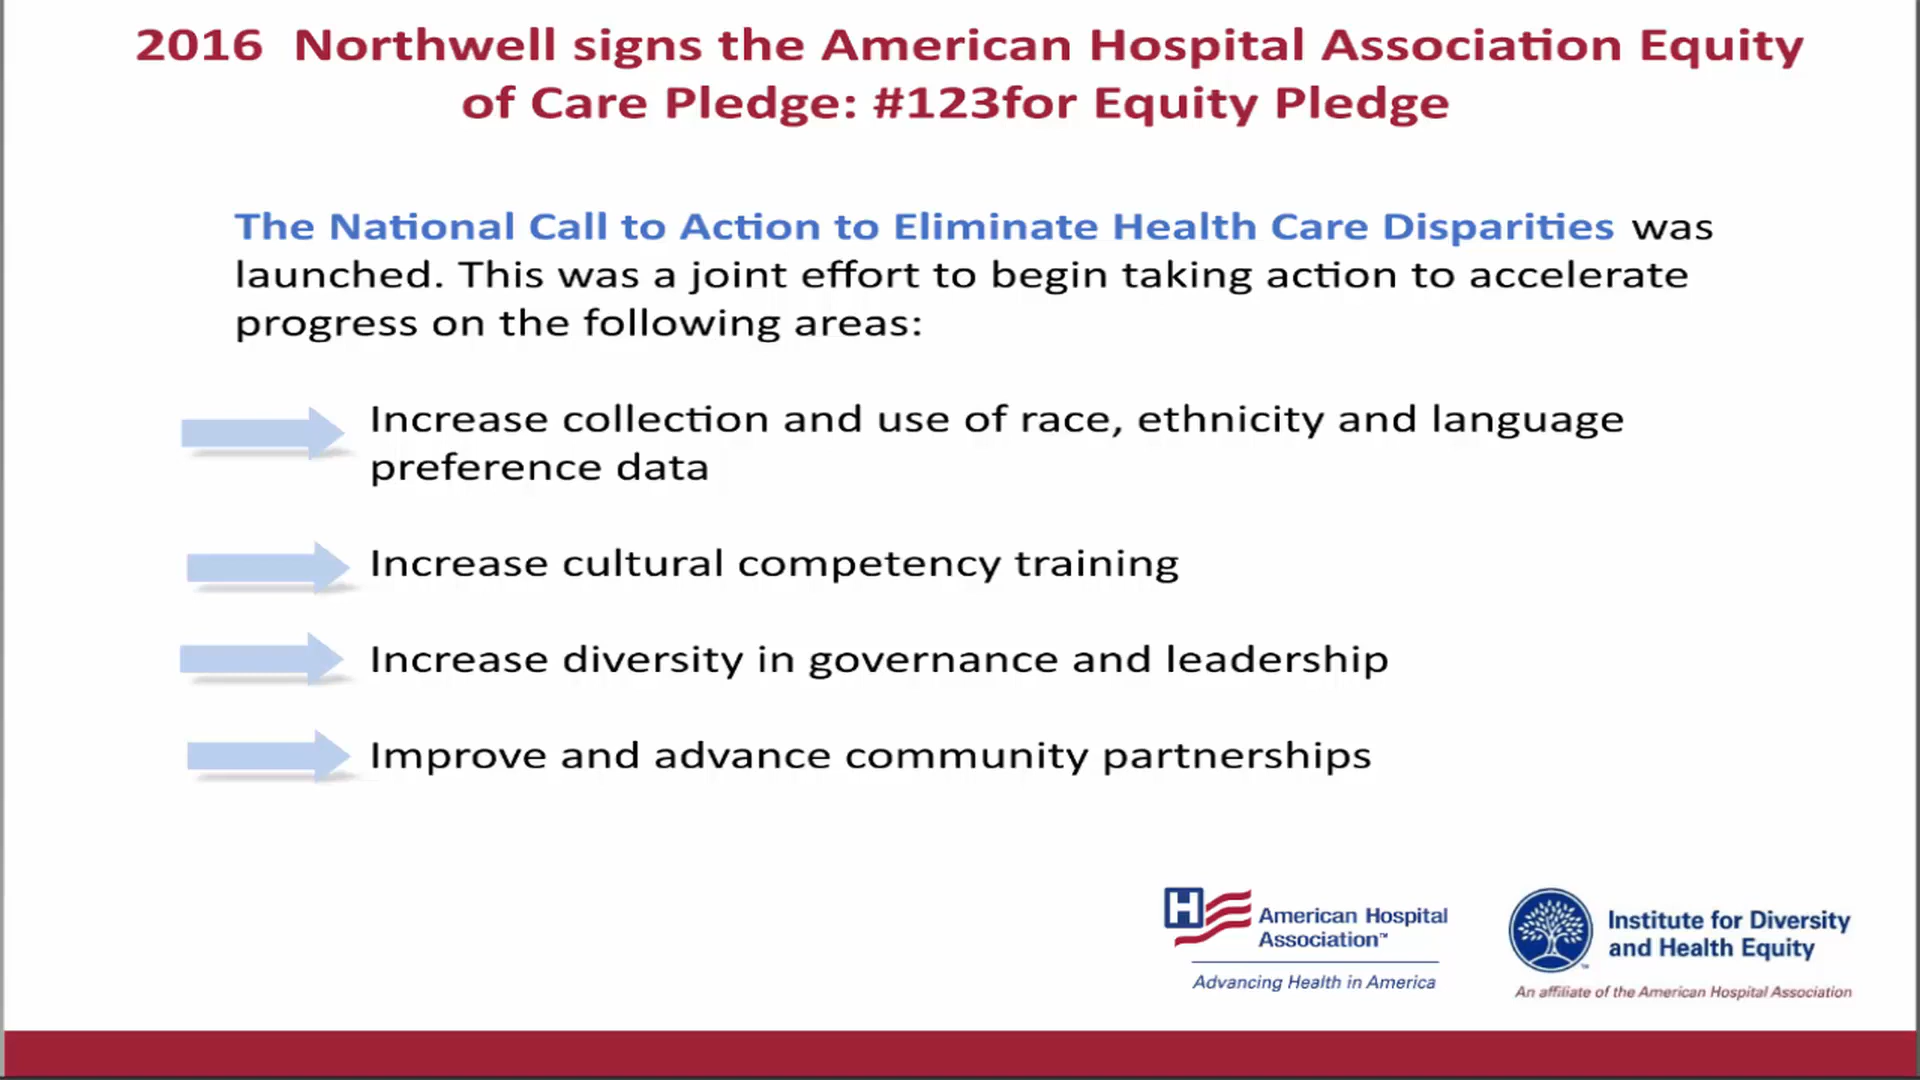 2016 Northwell signs the American Hospital Association Equity
of Care Pledge: #123for Equity Pledge
The National Call to Action to Eliminate Health Care Disparities was
launched. This was a joint effort to begin taking action to accelerate
progress on the following areas:
Increase collection and use of race, ethnicity and language
preference data
Increase cultural competency training
Increase diversity in governance and leadership
Improve and advance community partnerships
H American Hospital
Association™
Advancing Health in America
Institute for Diversity
and Health Equity
An affiliate of the American Hospital Association